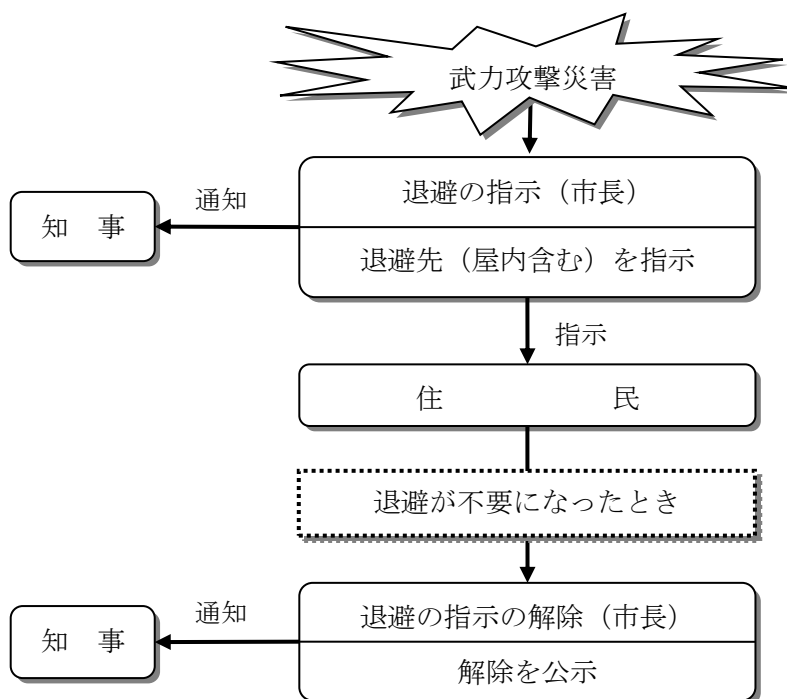 武力攻撃災害
退避の指示（市長）
通知
知　事
退避先（屋内含む）を指示
指示
住　　　　民
退避が不要になったとき
退避の指示の解除（市長）
通知
知　事
解除を公示